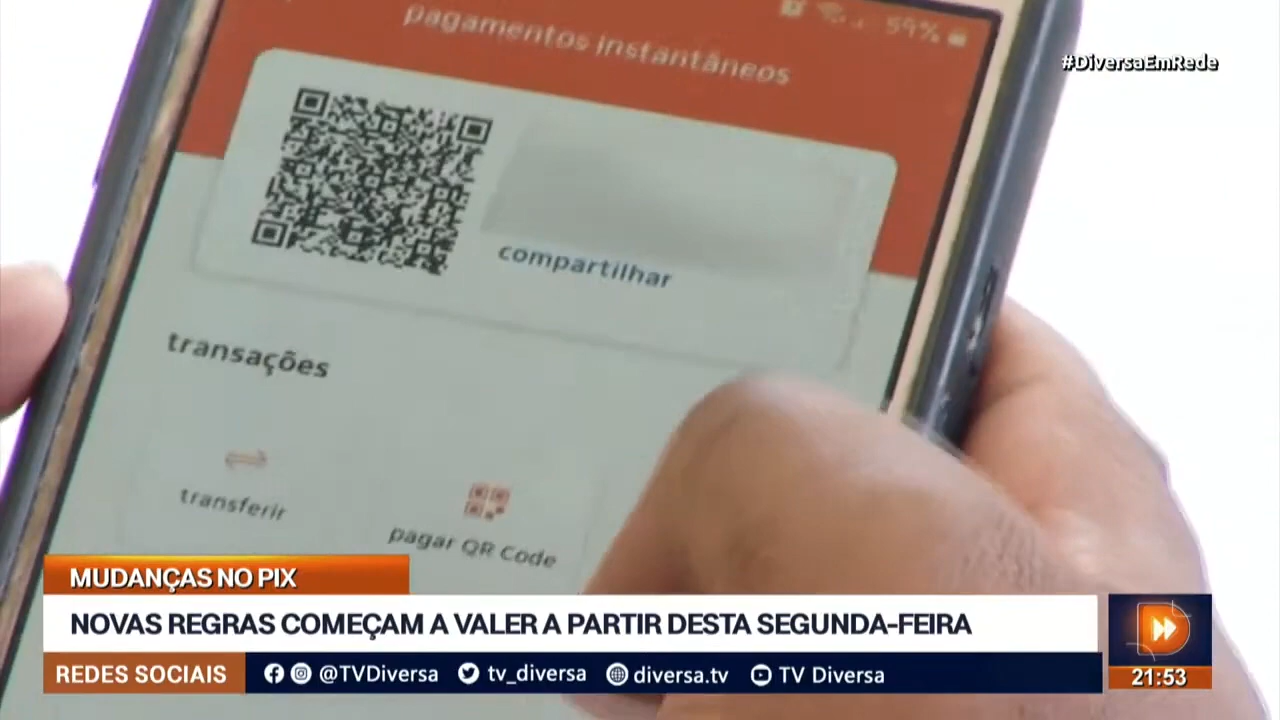 pagamentos instantâneos
59%
#DiversaEmRede
compartilhar
transações
transferir
pagar QR Code
MUDANÇAS NO PIX
NOVAS REGRAS COMEÇAM A VALER A PARTIR DESTA SEGUNDA-FEIRA
REDES SOCIAIS @TVDiversa tv_diversa diversa.tv TV Diversa
21:53